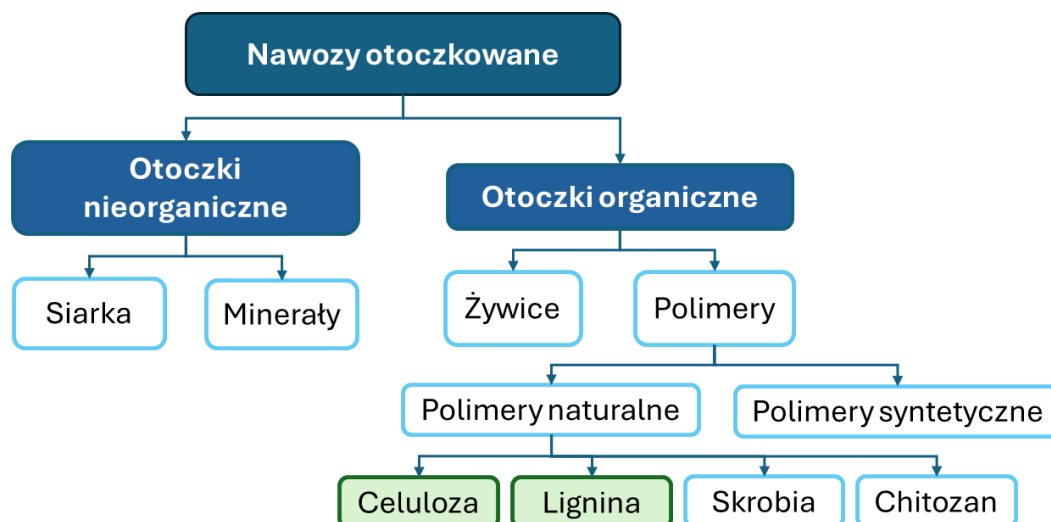 Nawozy otoczkowane
Otoczki
nieorganiczne
Otoczki organiczne
Siarka
Minerały
Żywice
Polimery
Polimery naturalne
Polimery syntetyczne
Celuloza
Lignina
Skrobia
Chitozan